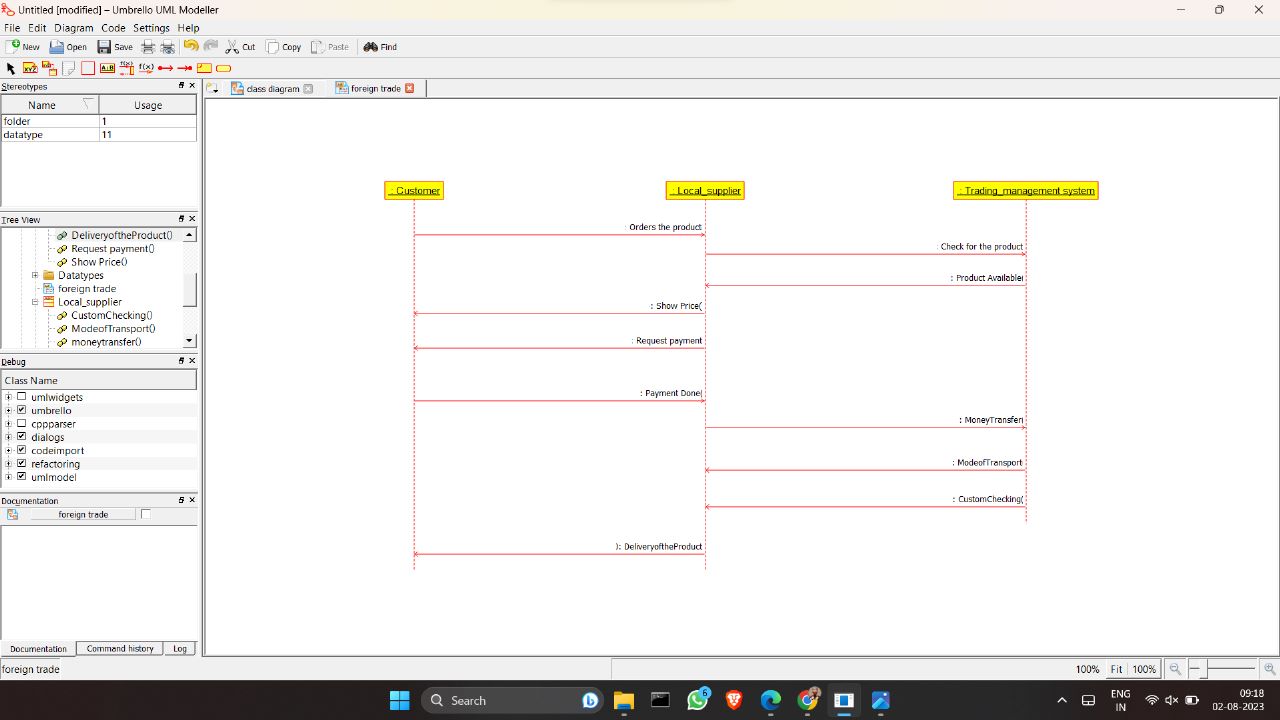 Untitled [modified] – Umbrello UML Modeller
File Edit Diagram Code Settings Help
New Open Save Cut Copy Paste Find
Stereotypes
class diagram foreign trade
Name Usage
folder 1
datatype 11
Tree View
DeliveryoftheProduct()
Request payment()
Show Price()
Datatypes
foreign trade
Local_supplier
CustomChecking()
ModeofTransport()
moneytransfer()
Debug
Class Name
umlwidgets
umbrello
cppparser
dialogs
codeimport
refactoring
umlmodel
Documentation
foreign trade
Documentation Command history Log
foreign trade
: Customer : Local_supplier : Trading_management system
: Orders the product
Check for the product
: Product Available(
: Show Price(
: Request payment
: Payment Done(
: MoneyTransfer(
: ModeofTransport(
: CustomChecking(
): DeliveryoftheProduct
100% Fit 100%
Search
6
ENG
IN
09:18
02-08-2023